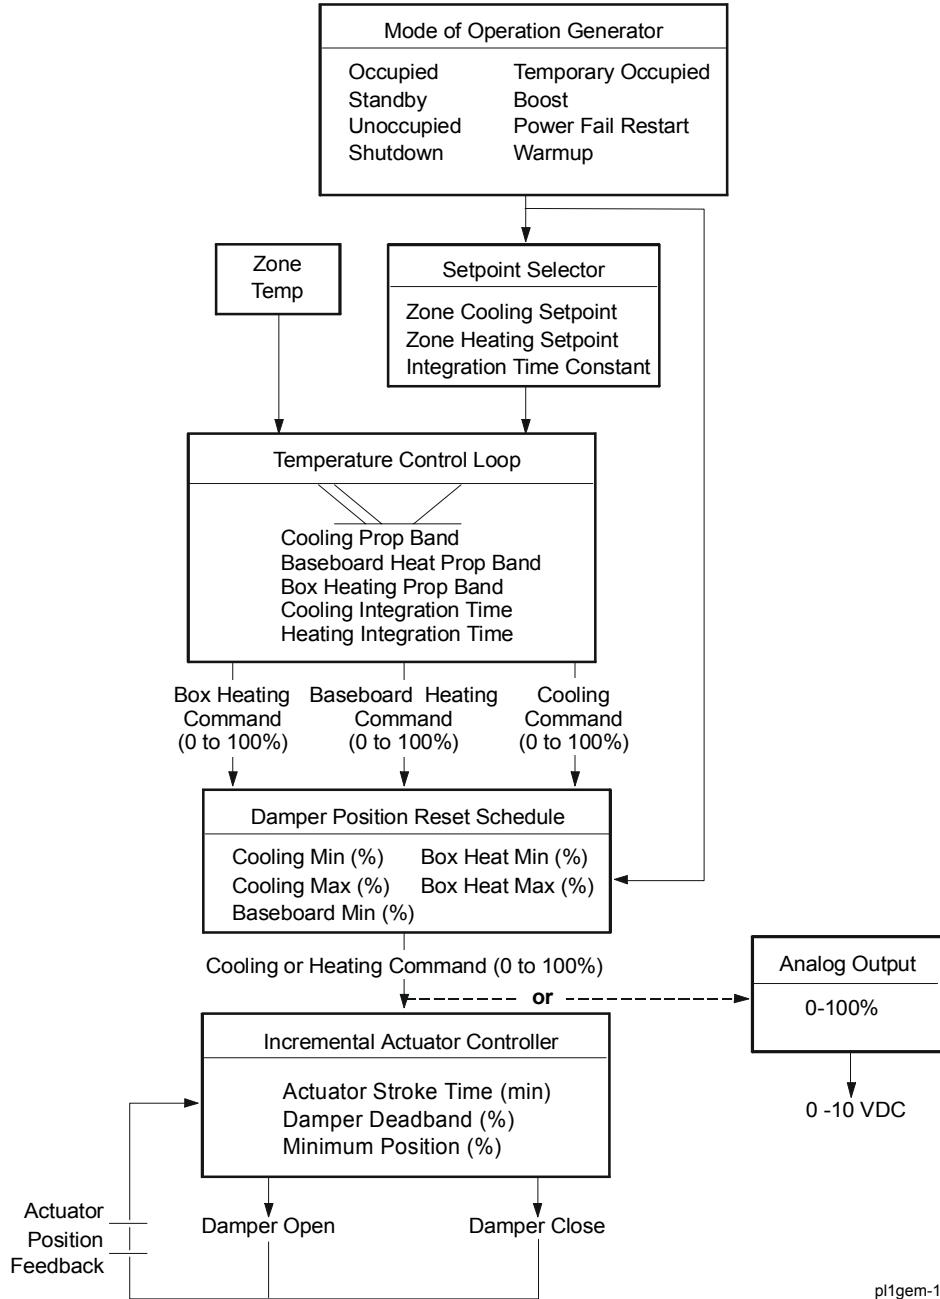 Mode of Operation Generator
Occupied Temporary Occupied
Standby Boost
Unoccupied Power Fail Restart
Shutdown Warmup
Zone
Temp
Setpoint Selector
Zone Cooling Setpoint
Zone Heating Setpoint
Integration Time Constant
Temperature Control Loop
Cooling Prop Band
Baseboard Heat Prop Band
Box Heating Prop Band
Cooling Integration Time
Heating Integration Time
Box Heating
Command
(0 to 100%)
Baseboard Heating
Command
(0 to 100%)
Cooling
Command
(0 to 100%)
Damper Position Reset Schedule
Cooling Min (%) Box Heat Min (%)
Cooling Max (%) Box Heat Max (%)
Baseboard Min (%)
Cooling or Heating Command (0 to 100%)
or
Analog Output
0-100%
0 -10 VDC
Incremental Actuator Controller
Actuator Stroke Time (min)
Damper Deadband (%)
Minimum Position (%)
Actuator
Position
Feedback
Damper Open
Damper Close
pl1gem-1